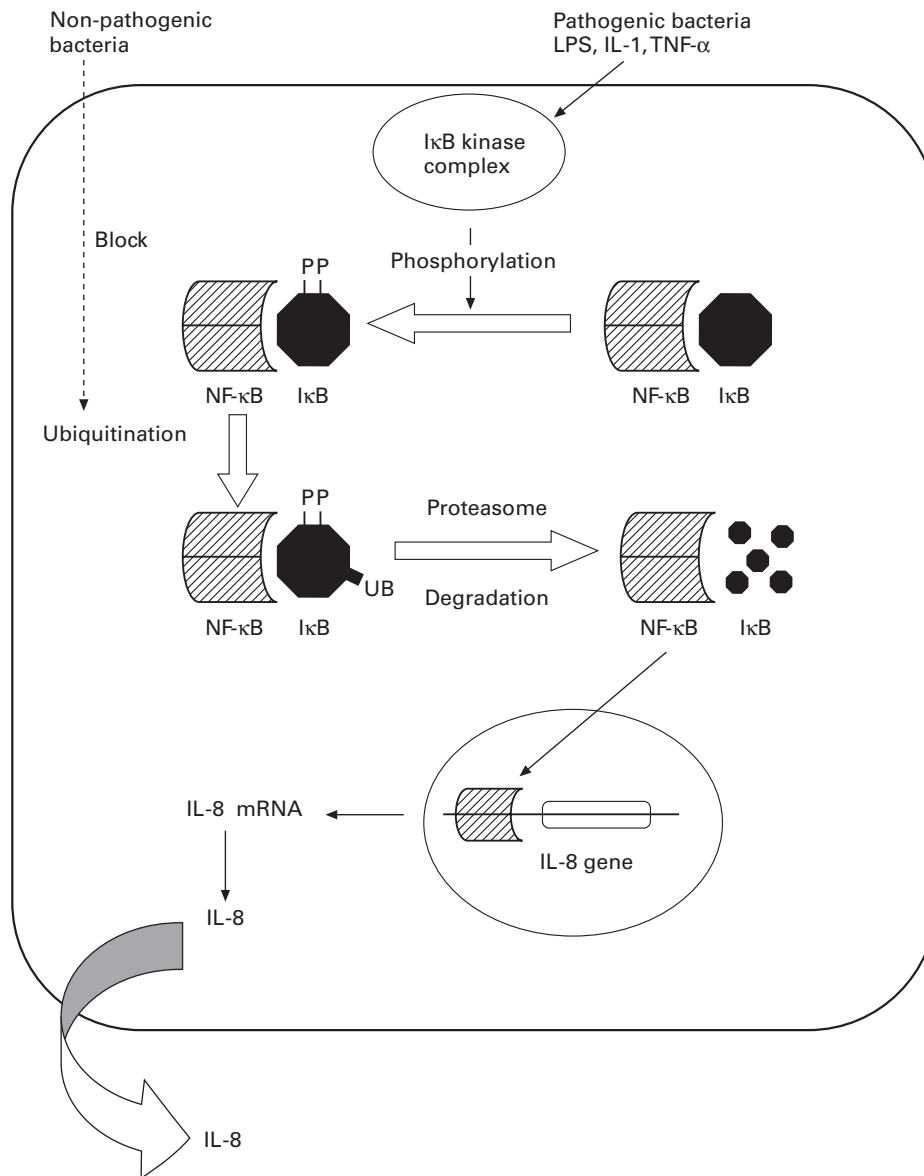 Non-pathogenic
bacteria
Pathogenic bacteria
LPS, IL-1, TNF-α
IκB kinase
complex
Block
Phosphorylation
PP
NF-κB IκB
NF-κB IκB
Ubiquitination
PP
UB
Proteasome
Degradation
NF-κB IκB
NF-κB IκB
IL-8 mRNA
IL-8 gene
IL-8
IL-8